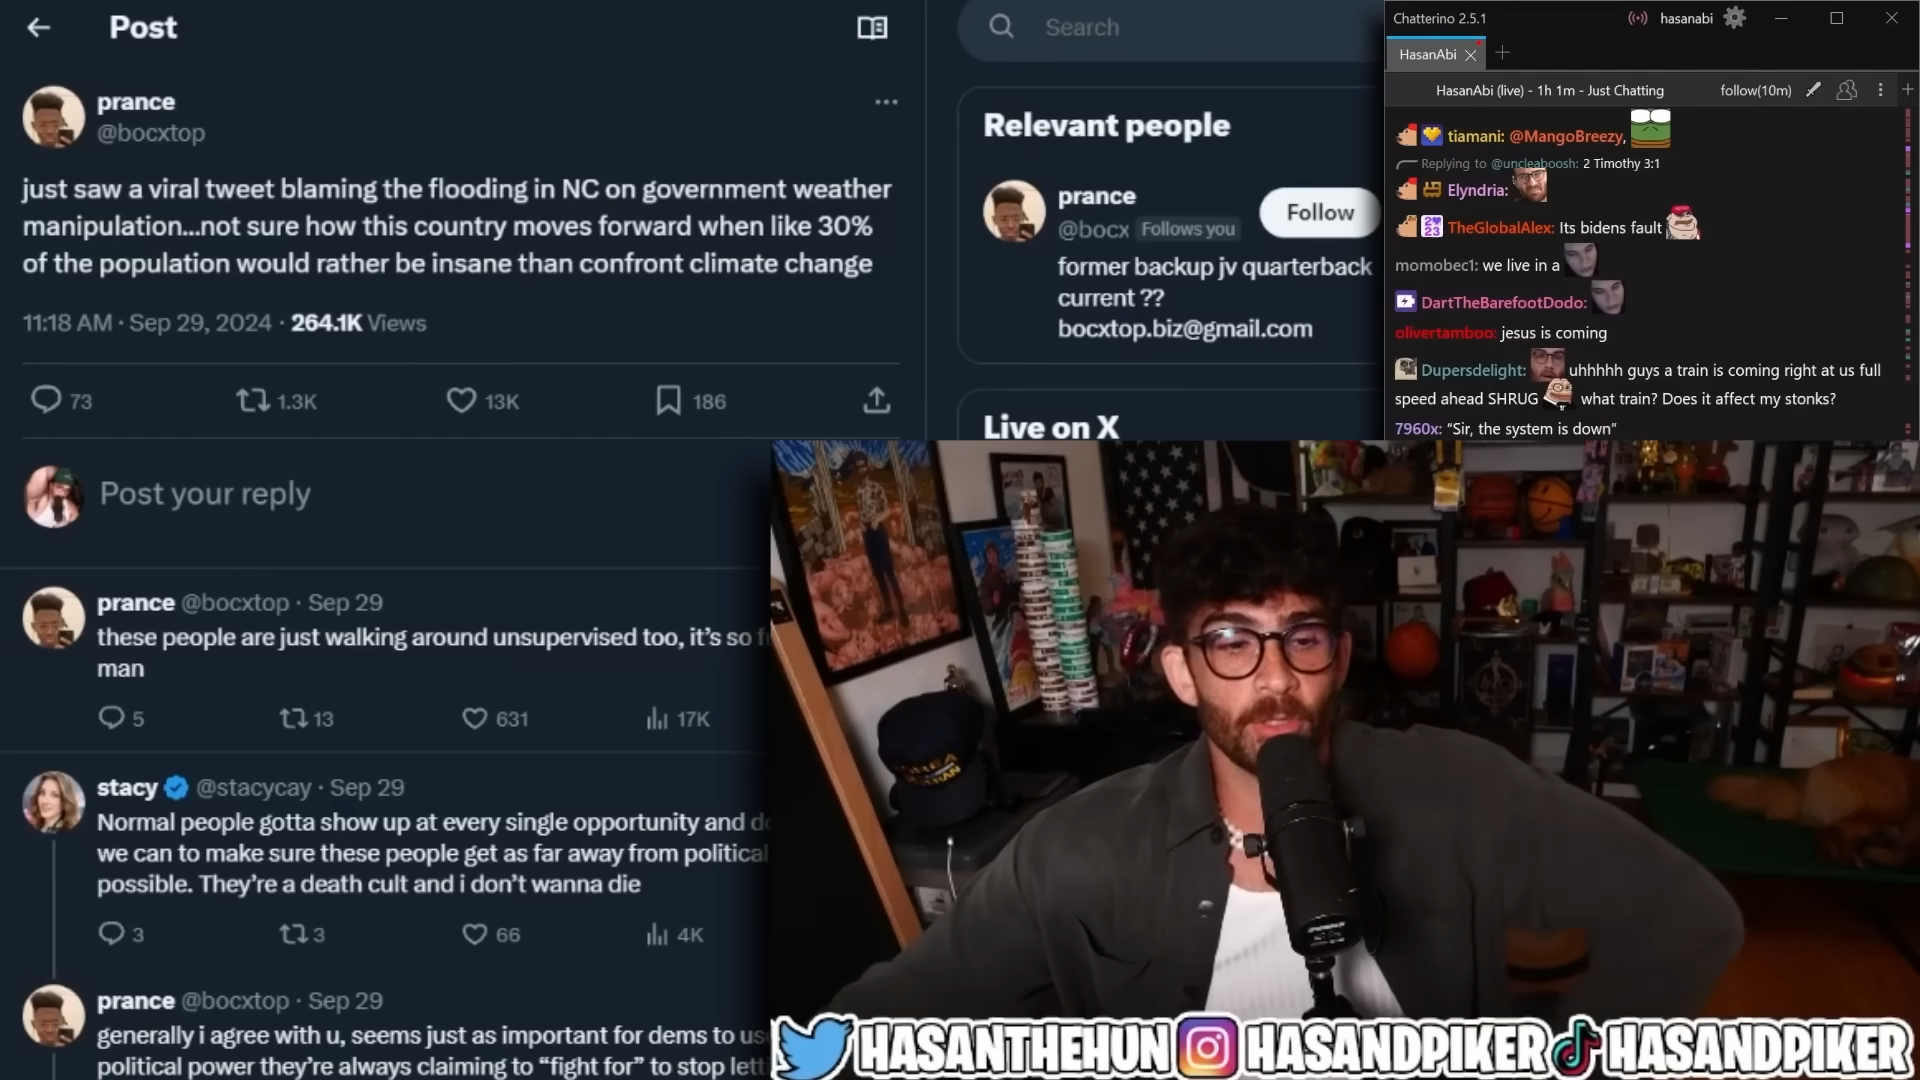 Post
prance
@bocxtop
just saw a viral tweet blaming the flooding in NC on government weather
manipulation...not sure how this country moves forward when like 30%
of the population would rather be insane than confront climate change
11:18 AM · Sep 29, 2024 · 264.1K Views
73 1.3K 13K 186
Post your reply
prance @bocxtop · Sep 29
these people are just walking around unsupervised too, it's so
man
5 13 631 17K
stacy @stacycay · Sep 29
Normal people gotta show up at every single opportunity and
we can to make sure these people get as far away from political
possible. They're a death cult and i don't wanna die
3 3 66 4K
prance @bocxtop · Sep 29
generally i agree with u, seems just as important for dems to
political power they're always claiming to “fight for” to stop
Search
Relevant people
prance
@bocx Follows you
Follow
former backup jv quarterback
current ??
bocxtop.biz@gmail.com
Live on X
Chatterino 2.5.1
hasanabi
HasanAbi
HasanAbi (live) - 1h 1m - Just Chatting
follow(10m)
tiamani: @MangoBreezy,
Replying to @uncleaboosh: 2 Timothy 3:1
Elyndria:
TheGlobalAlex: Its bidens fault
momobec1: we live in a
DartTheBarefootDodo:
olivertamboo: jesus is coming
Dupersdelight: uhhhhh guys a train is coming right at us full
speed ahead SHRUG what train? Does it affect my stonks?
7960x: “Sir, the system is down”
HASANTHEHUN HASANDPIKER HASANDPIKER